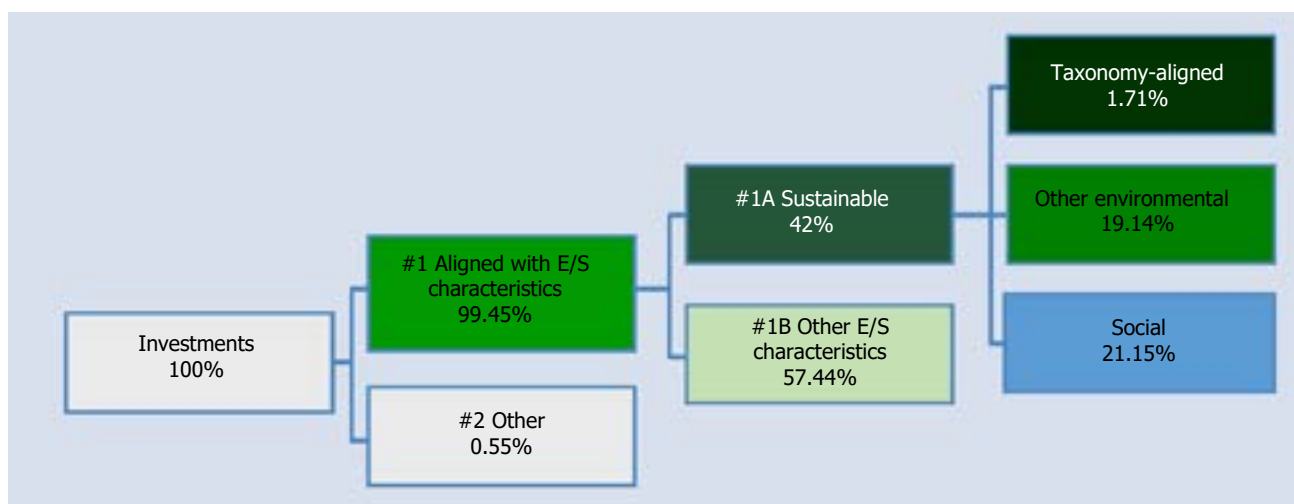 Investments
100%
#1 Aligned with E/S
characteristics
99.45%
#2 Other
0.55%
#1A Sustainable
42%
#1B Other E/S
characteristics
57.44%
Taxonomy-aligned
1.71%
Other environmental
19.14%
Social
21.15%